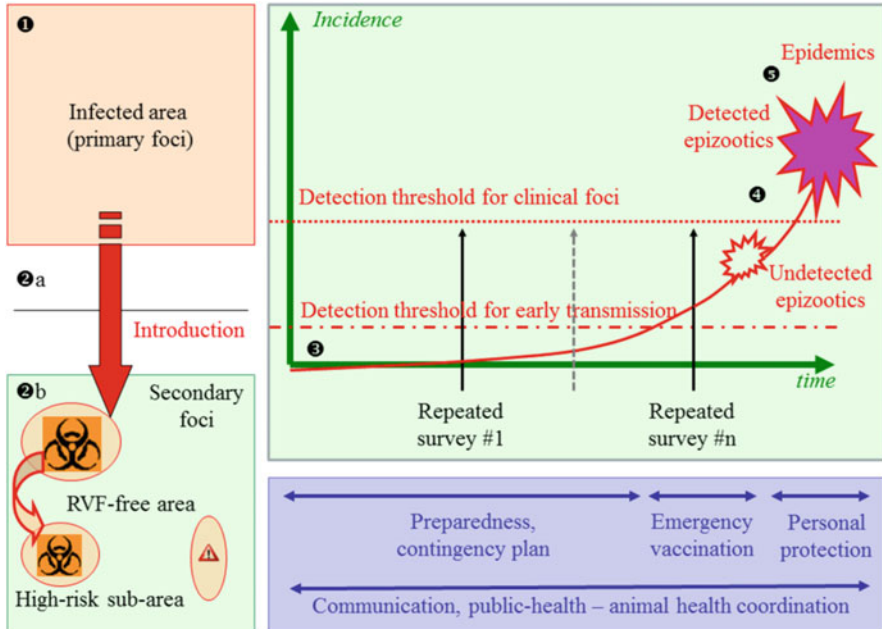 ❶
Infected area
(primary foci)
❷a
Introduction
❷b
Secondary
foci
RVF-free area
High-risk sub-area
Incidence
Epidemics
❺
Detected
epizootics
❹
Detection threshold for clinical foci
Undetected
epizootics
Detection threshold for early transmission
❸
time
Repeated
survey #1
Repeated
survey #n
Preparedness,
contingency plan
Emergency
vaccination
Personal
protection
Communication, public-health – animal health coordination